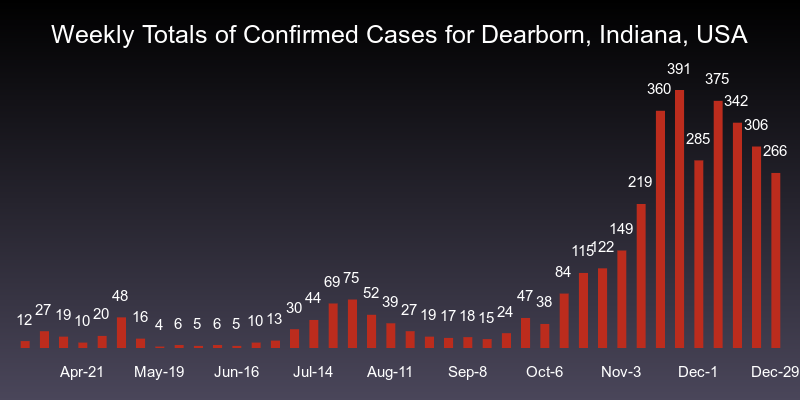 Weekly Totals of Confirmed Cases for Dearborn, Indiana, USA
12 27 19 10 20 48 16 4 6 5 6 5 10 13 30 44 69 75 52 39 27 19 17 18 15 24 47 38 84 115 122 149 219 360 391 285 375 342 306 266
Apr-21 May-19 Jun-16 Jul-14 Aug-11 Sep-8 Oct-6 Nov-3 Dec-1 Dec-29